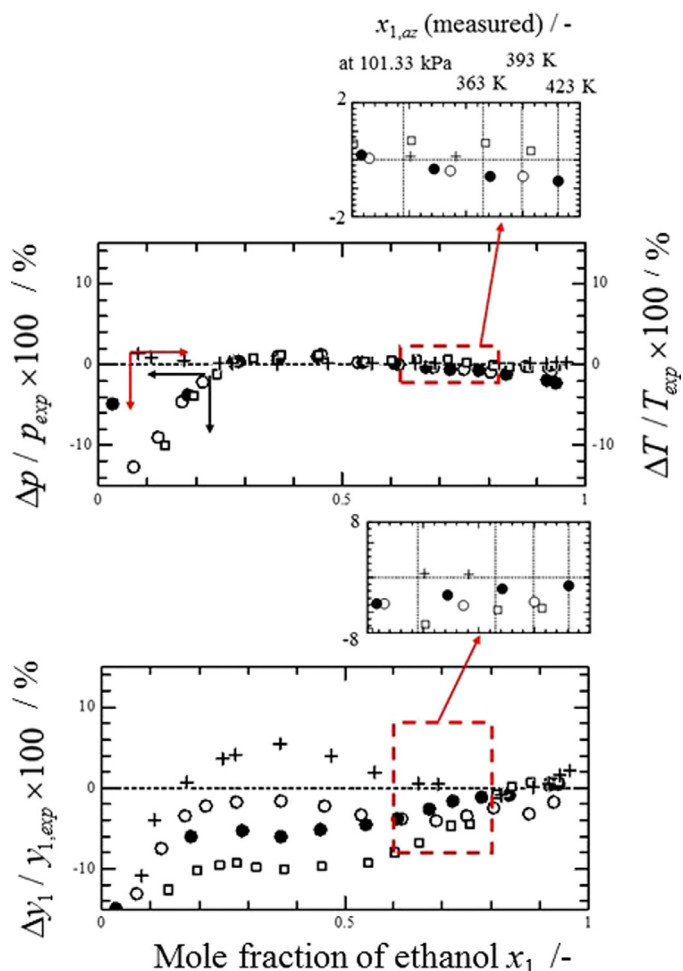 x1,az (measured) / -
393 K
at 101.33 kPa
363 K
423 K
2
-2
10
0
-10
Δp / pexp ×100 / %
10
0
-10
ΔT / Texp ×100 / %
0
0.5
1
8
-8
10
0
-10
Δy1 / y1,exp ×100 / %
0
0.5
1
Mole fraction of ethanol x1 /-